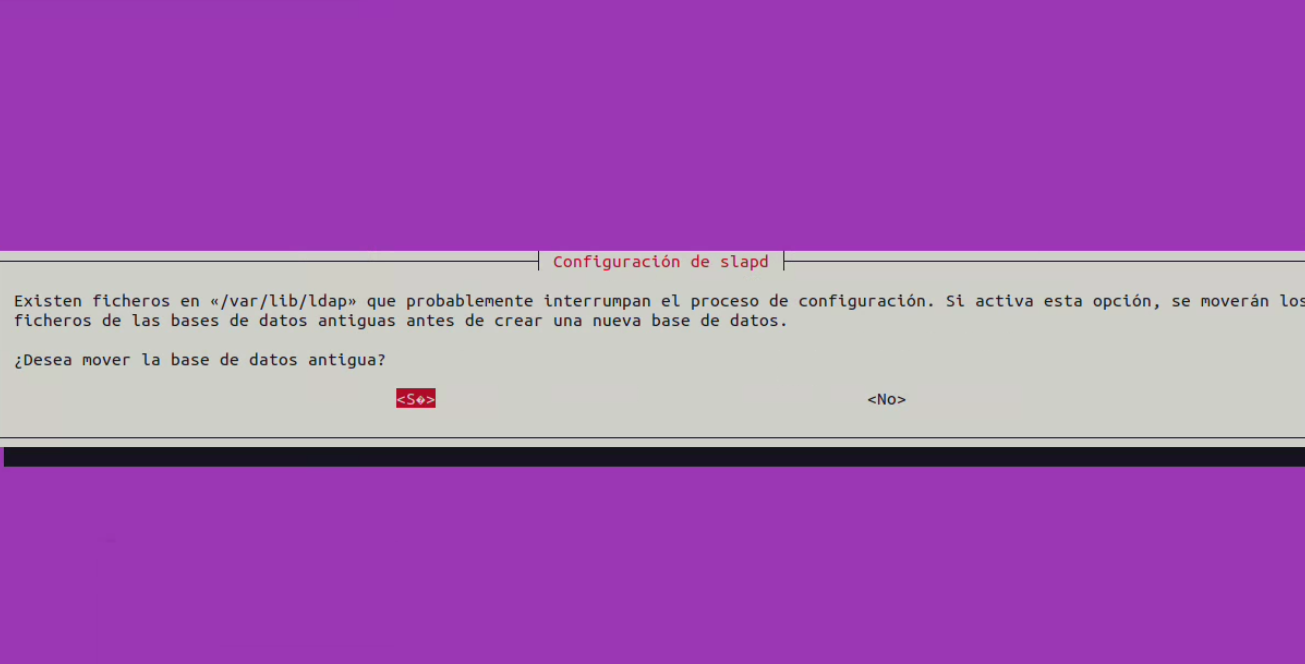 Configuración de slapd
Existen ficheros en «/var/lib/ldap» que probablemente interrumpan el proceso de configuración. Si activa esta opción, se moverán los
ficheros de las bases de datos antiguas antes de crear una nueva base de datos.
¿Desea mover la base de datos antigua?
<S�> <No>